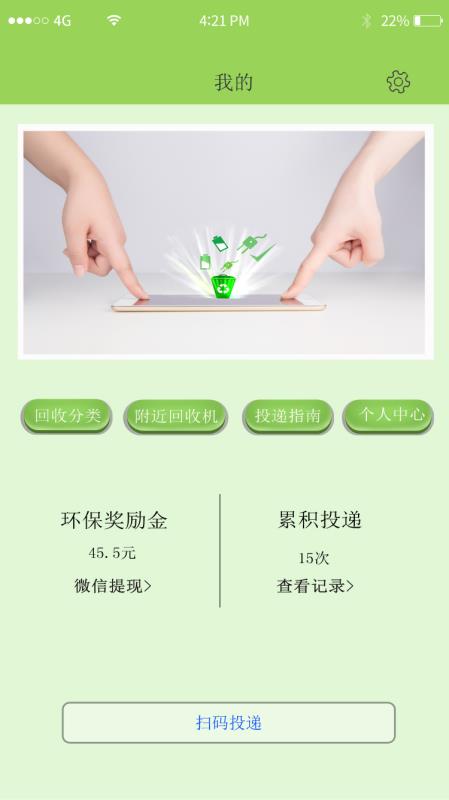 4G 4:21 PM 22%
我的
回收分类 附近回收机 投递指南 个人中心
环保奖励金 累积投递
45.5元 15次
微信提现> 查看记录>
扫码投递